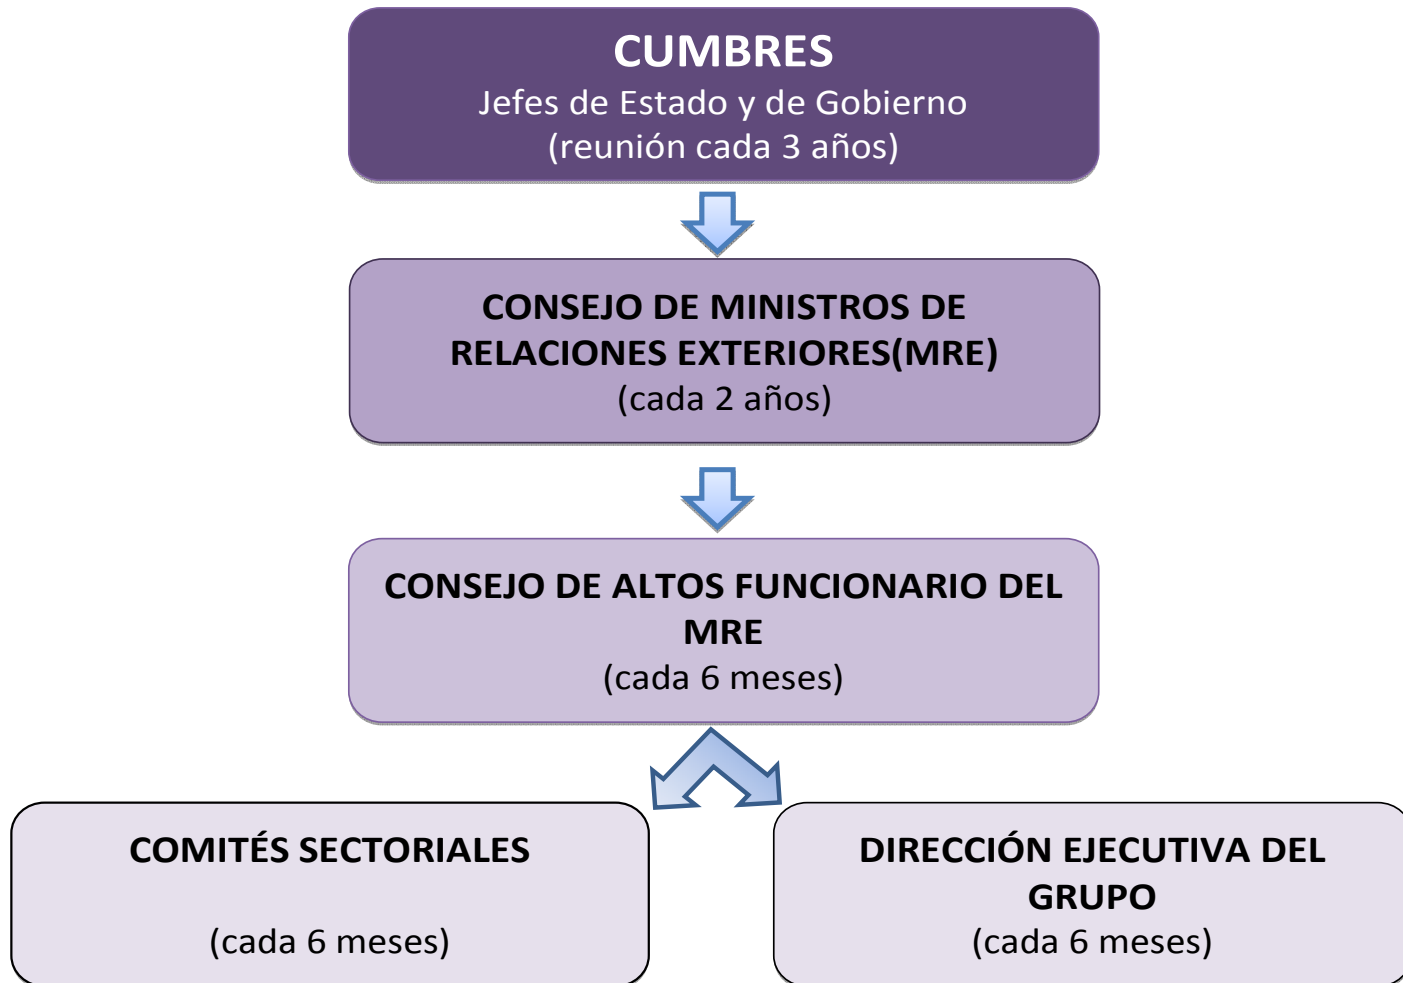 CUMBRES
Jefes de Estado y de Gobierno
(reunión cada 3 años)
CONSEJO DE MINISTROS DE
RELACIONES EXTERIORES(MRE)
(cada 2 años)
CONSEJO DE ALTOS FUNCIONARIO DEL
MRE
(cada 6 meses)
COMITÉS SECTORIALES
(cada 6 meses)
DIRECCIÓN EJECUTIVA DEL
GRUPO
(cada 6 meses)